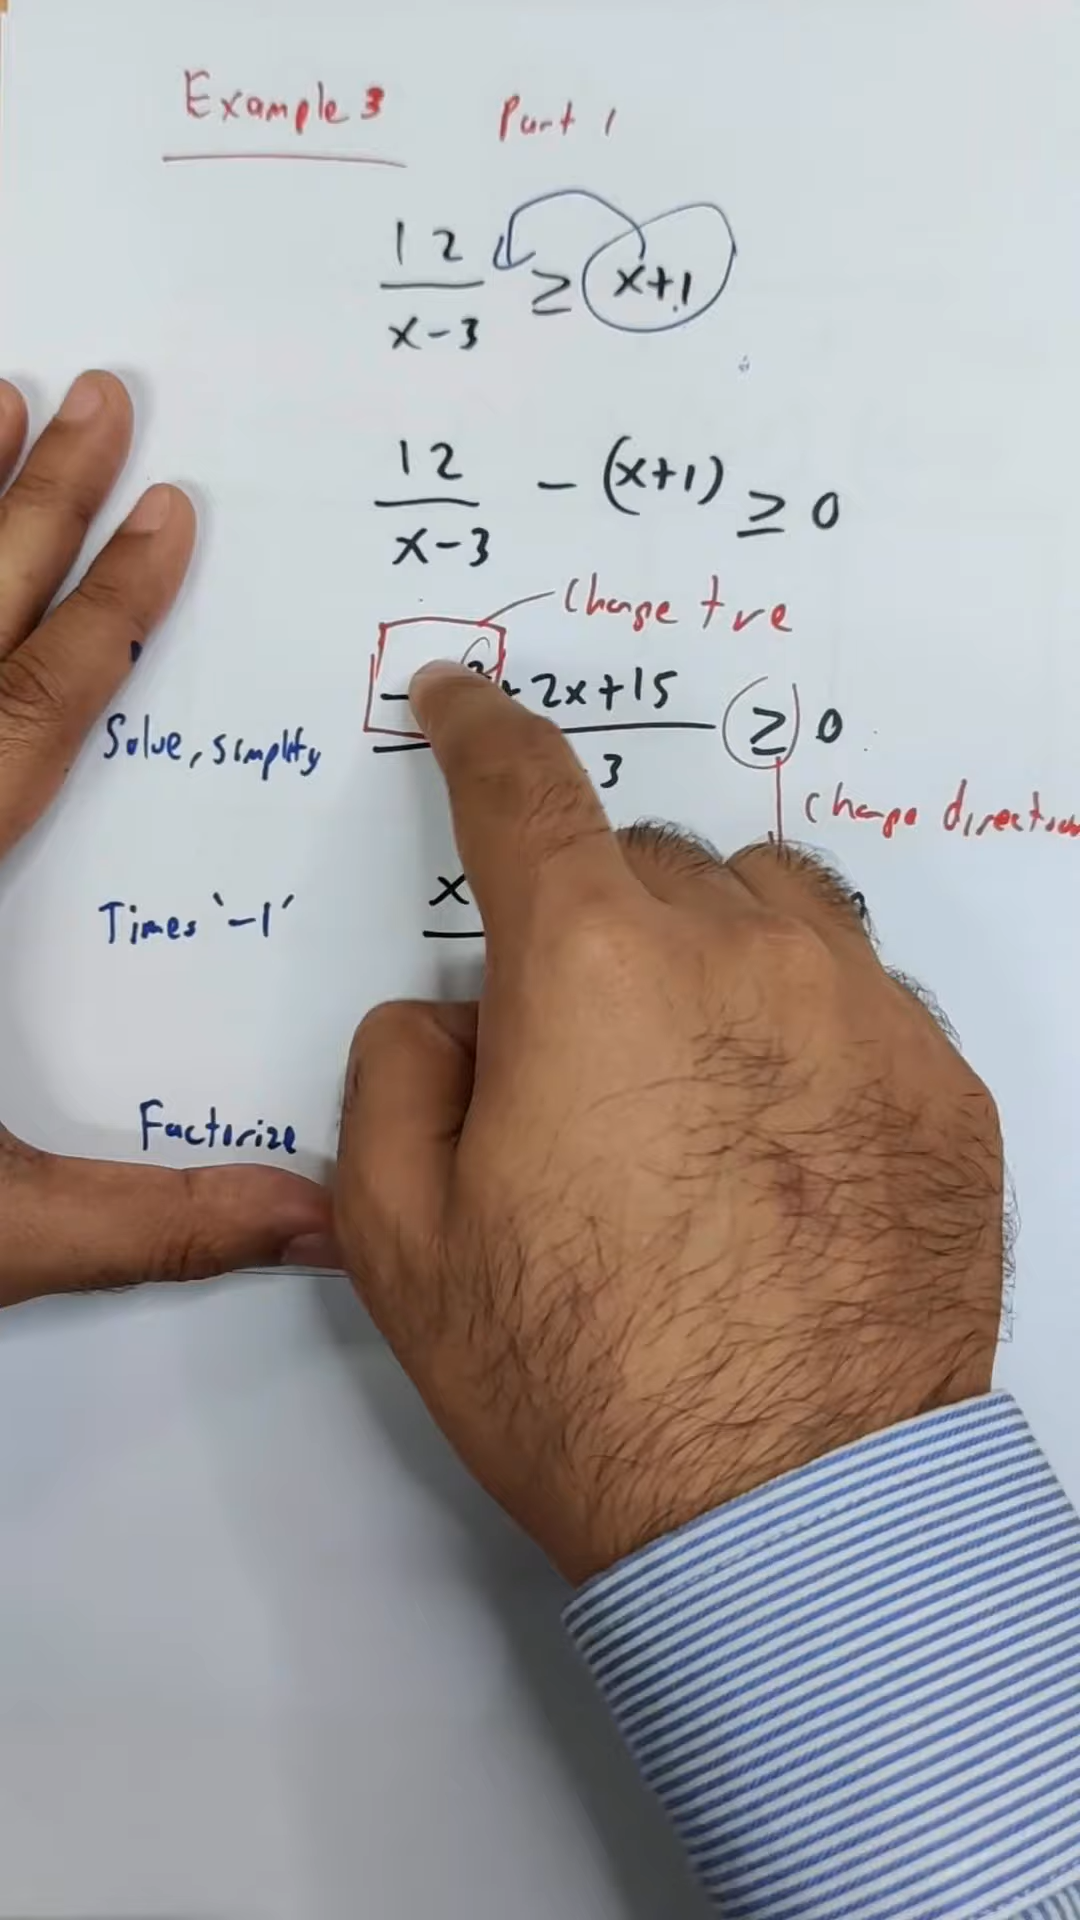 Example 3 Part 1
12
x-3 ≥ x+1
12
x-3 - (x+1) ≥ 0
Change +ve
- 2 + 2x+15 ≥ 0
Solve, simplify
3
Change direction
Times '-1' x
Factorize